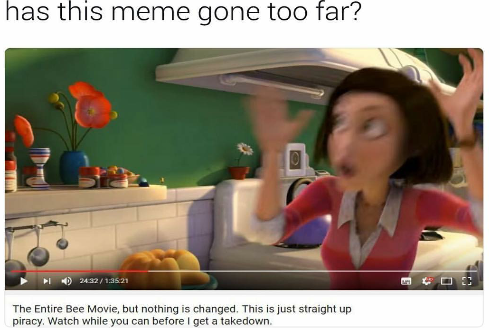 has this meme gone too far?
24:32 / 1:35:21
The Entire Bee Movie, but nothing is changed. This is just straight up
piracy. Watch while you can before I get a takedown.